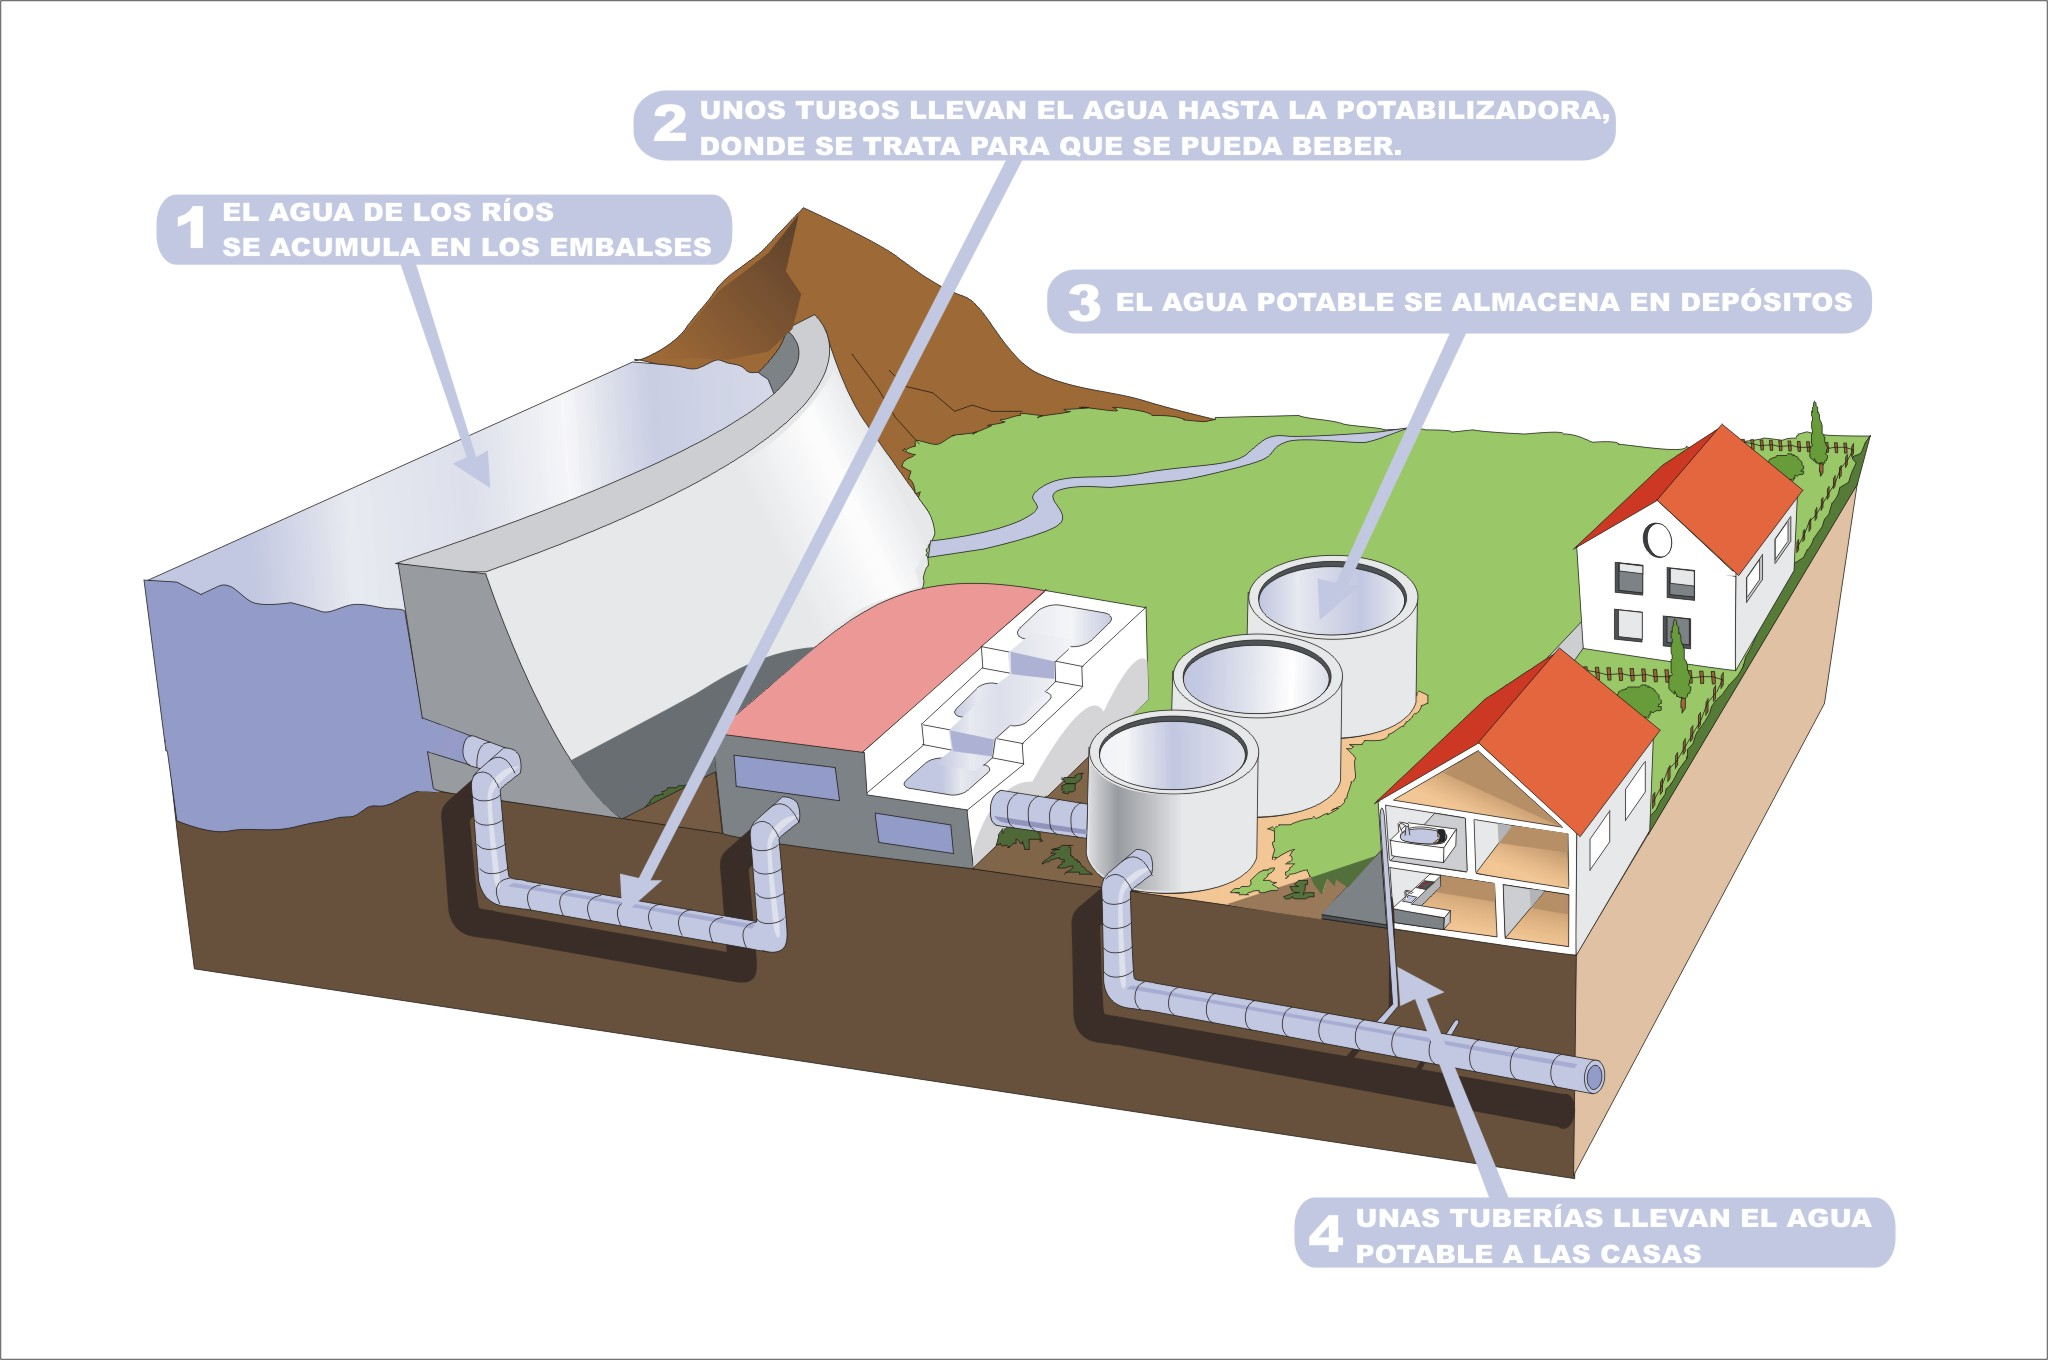 1 EL AGUA DE LOS RÍOS
SE ACUMULA EN LOS EMBALSES
2 UNOS TUBOS LLEVAN EL AGUA HASTA LA POTABILIZADORA,
DONDE SE TRATA PARA QUE SE PUEDA BEBER.
3 EL AGUA POTABLE SE ALMACENA EN DEPÓSITOS
4 UNAS TUBERÍAS LLEVAN EL AGUA
POTABLE A LAS CASAS